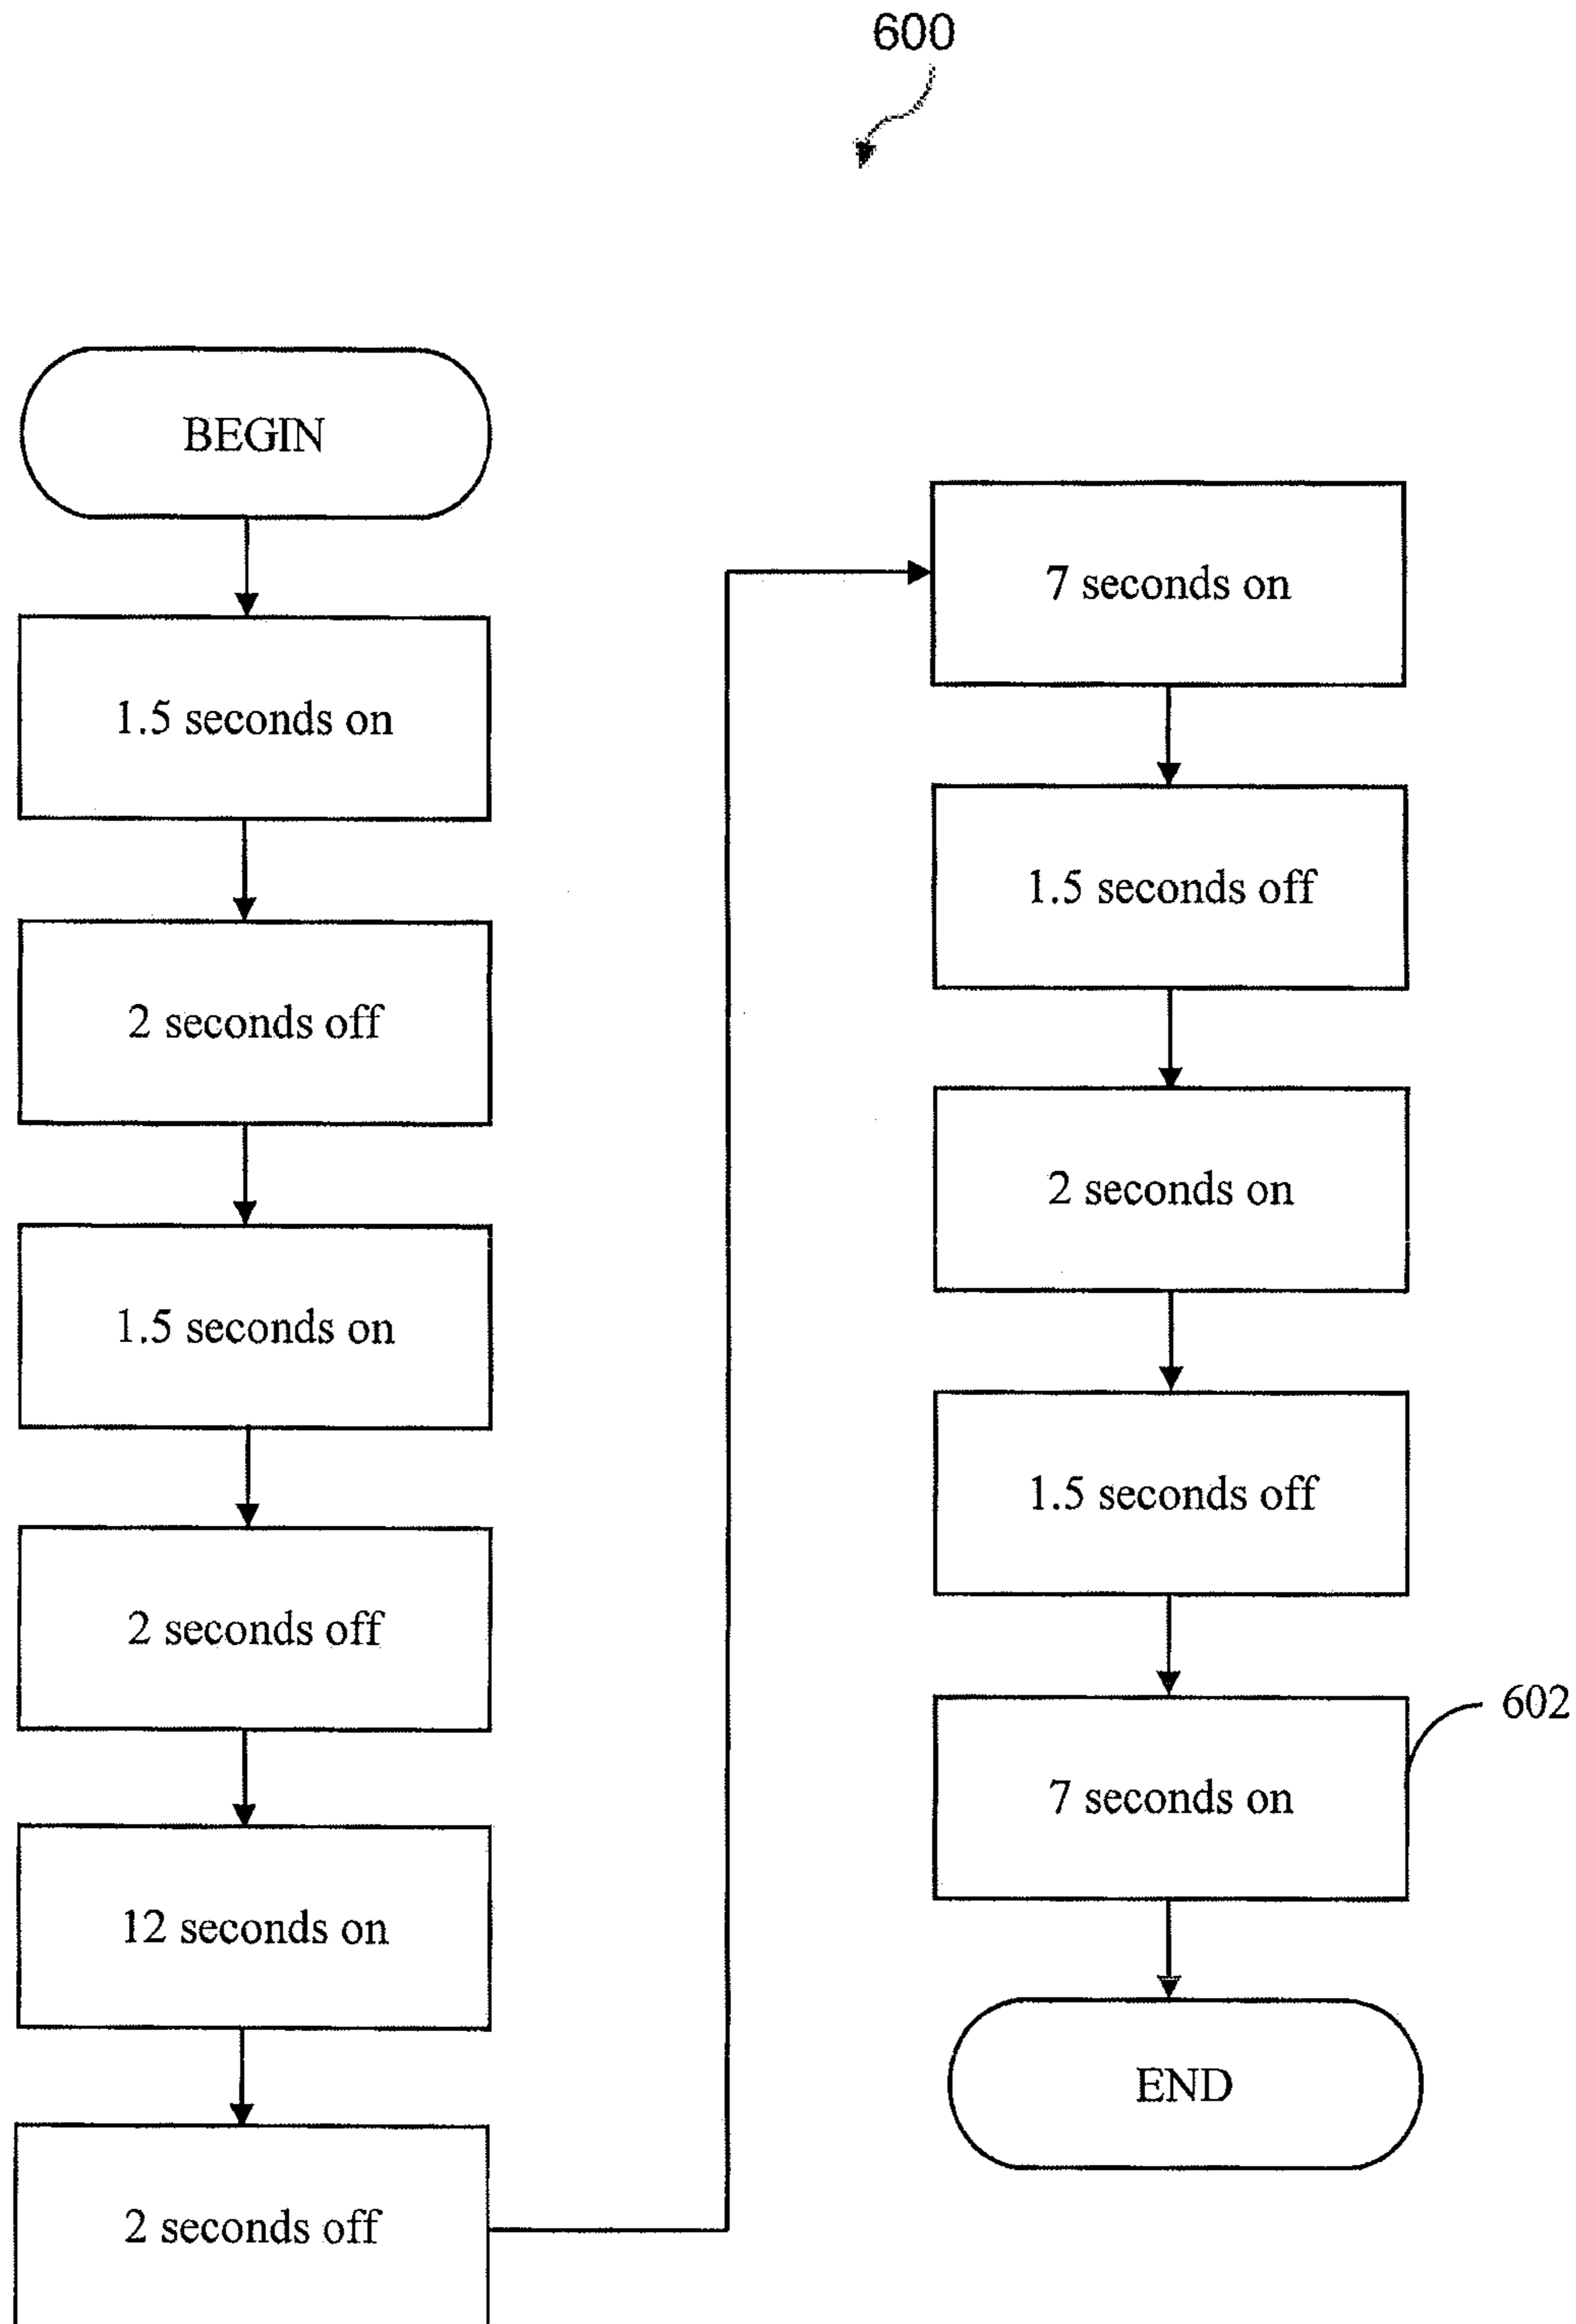 600
BEGIN
1.5 seconds on
2 seconds off
1.5 seconds on
2 seconds off
12 seconds on
2 seconds off
7 seconds on
1.5 seconds off
2 seconds on
1.5 seconds off
7 seconds on
602
END